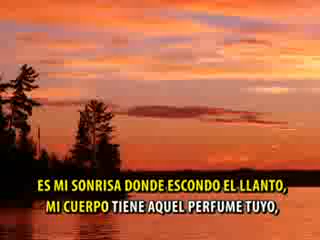 ES MI SONRISA DONDE ESCONDO EL LLANTO,
MI CUERPO TIENE AQUEL PERFUME TUYO,